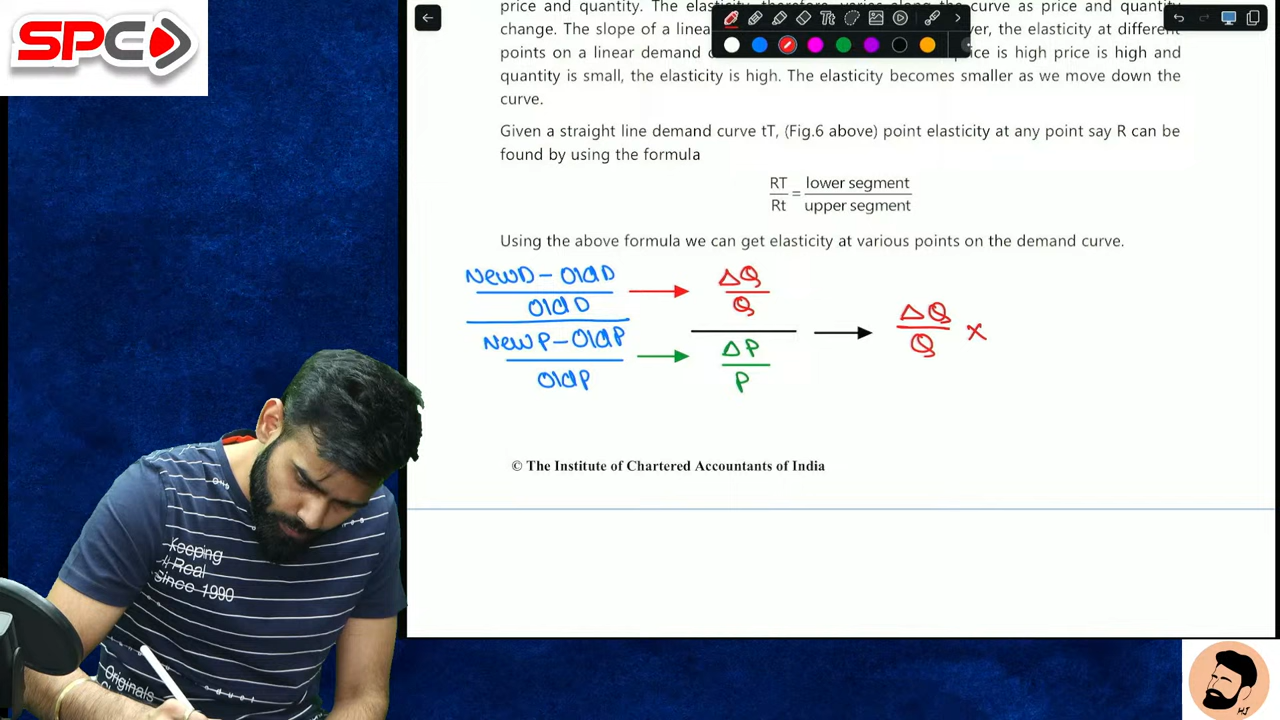 SPC
price and quantity. The elasticity, therefore, varies along the curve as price and quantity
change. The slope of a linea
er, the elasticity at different
points on a linear demand c
rice is high price is high and
quantity is small, the elasticity is high. The elasticity becomes smaller as we move down the
curve.
Given a straight line demand curve tT, (Fig.6 above) point elasticity at any point say R can be
found by using the formula
RT/Rt = lower segment/upper segment
Using the above formula we can get elasticity at various points on the demand curve.
NewD - OldD
OldD
NewP - OldP
OldP
ΔQ
Q
ΔP
P
ΔQ
Q ×
© The Institute of Chartered Accountants of India
Keeping
it Real
Since 1990
Originals
HJ